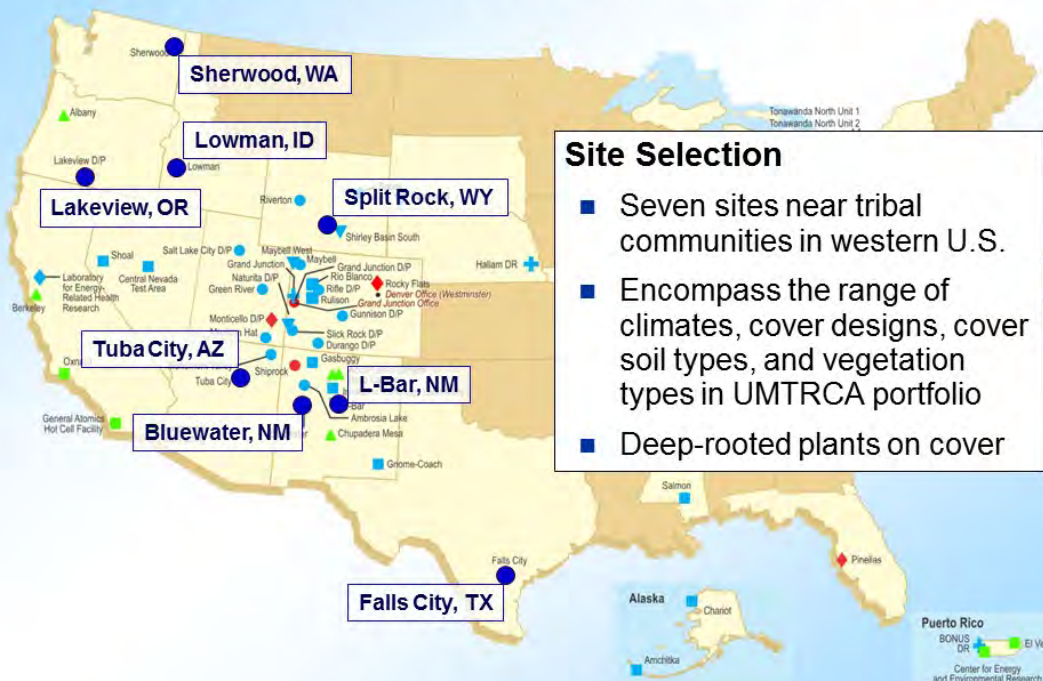 Sherwood
Sherwood, WA
Albany
Tonawanda North Unit 1
Tonawanda North Unit 2
Lowman, ID
Lakeview D/P
Lowman
Lakeview, OR
Riverton
Split Rock, WY
Shirley Basin South
Site Selection
Seven sites near tribal
communities in western U.S.
Encompass the range of
climates, cover designs, cover
soil types, and vegetation
types in UMTRCA portfolio
Deep-rooted plants on cover
Shoal
Central Nevada
Test Area
Salt Lake City D/P
Maybell West
Maybell
Grand Junction
Grand Junction D/P
Rio Blanco
Rocky Flats
Hallam DR
Laboratory
for Energy-
Related Health
Research
Berkeley
Naturita D/P
Green River
Rifle D/P
Denver Office (Westminster)
Rulison
Grand Junction Office
Gunnison D/P
Monticello D/P
Hat
Slick Rock D/P
Durango D/P
Tuba City, AZ
Gasbuggy
Shiprock
Tuba City
L-Bar, NM
Bar
Ambrosia Lake
Bluewater, NM
Chupadera Mesa
General Atomics
Hot Cell Facility
Gnome-Coach
Salmon
Falls City
Falls City, TX
Pinellas
Alaska
Chariot
Amchitka
Puerto Rico
BONUS
DR
El Ve
Center for Energy
and Environmental Research